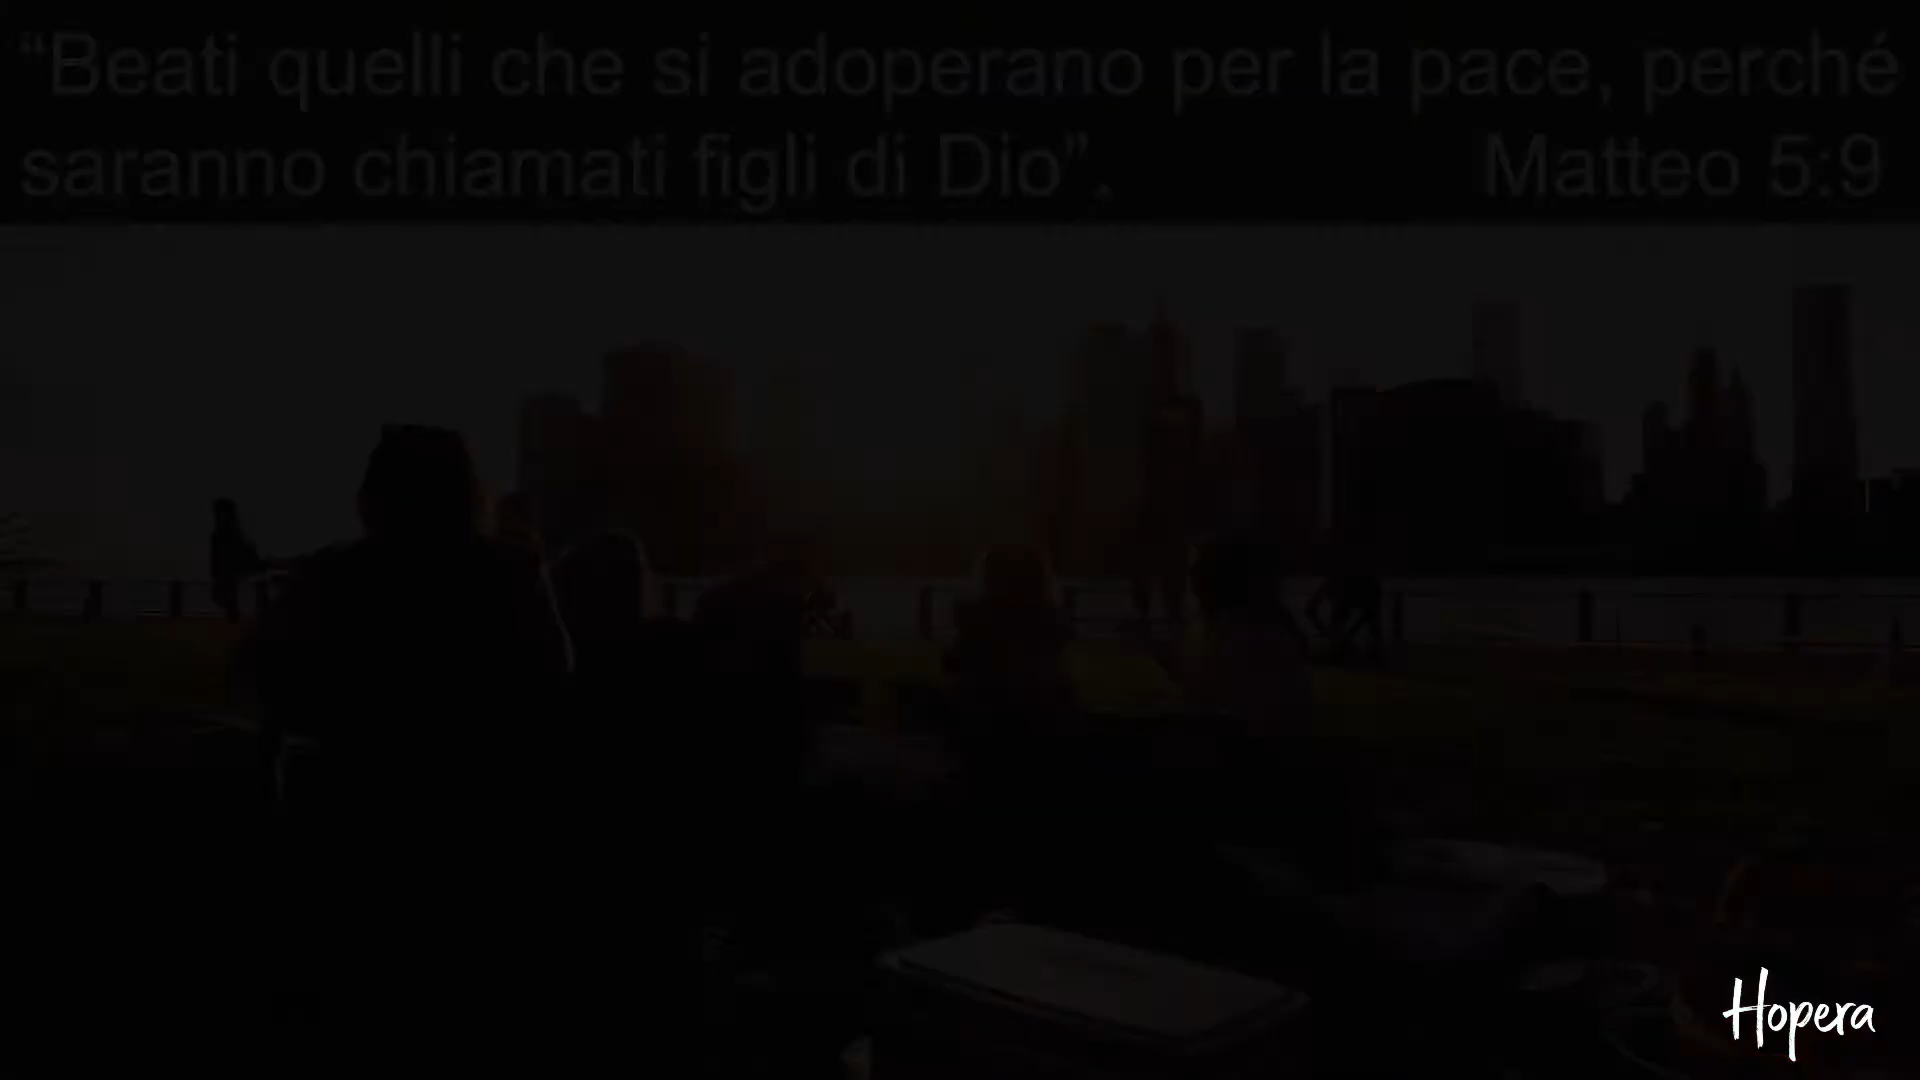 “Beati quelli che si adoperano per la pace, perché
saranno chiamati figli di Dio”. Matteo 5:9
Hopera